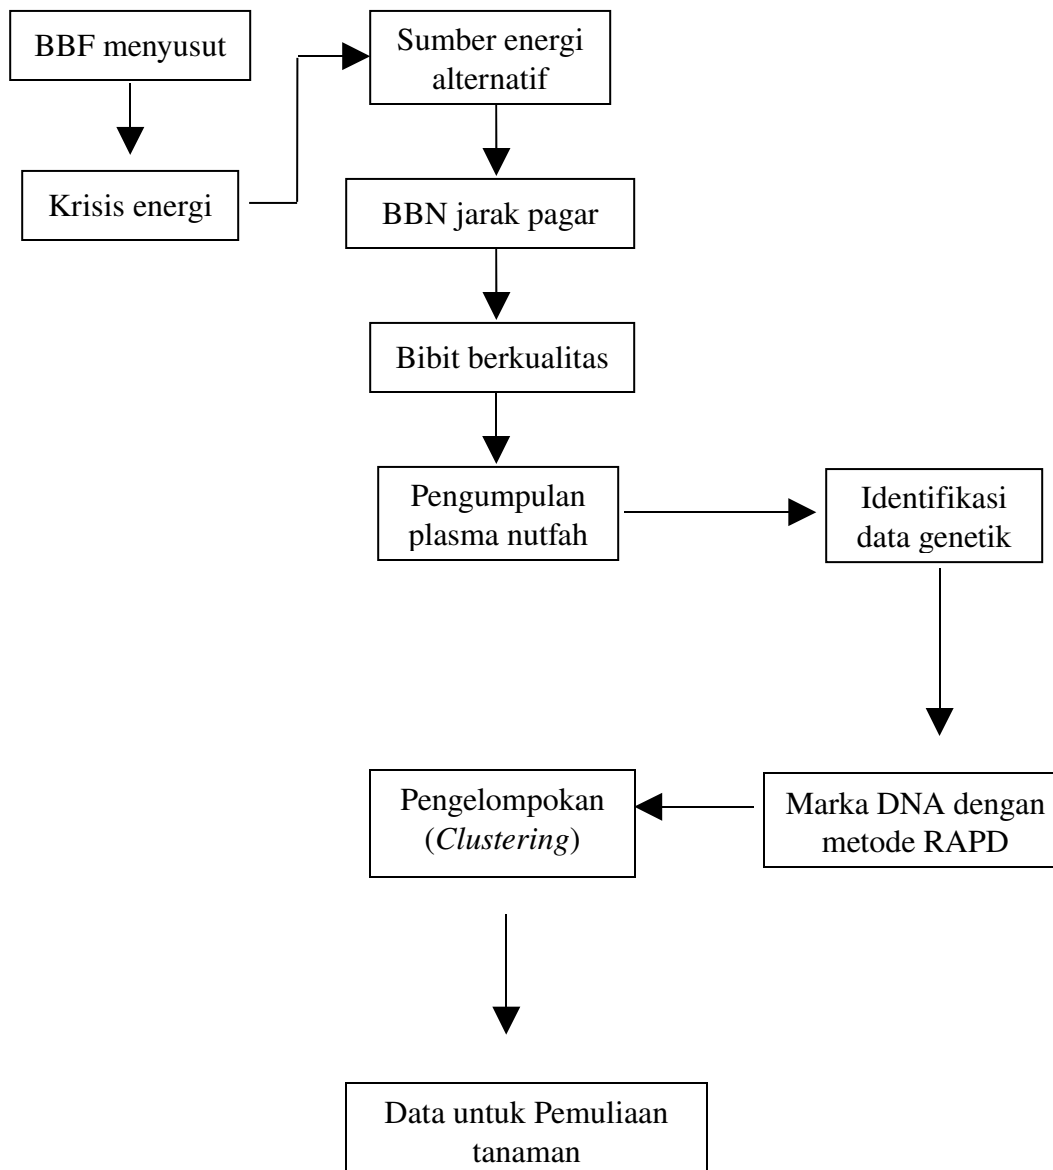 BBF menyusut
Krisis energi
Sumber energi
alternatif
BBN jarak pagar
Bibit berkualitas
Pengumpulan
plasma nutfah
Identifikasi
data genetik
Marka DNA dengan
metode RAPD
Pengelompokan
(Clustering)
Data untuk Pemuliaan
tanaman